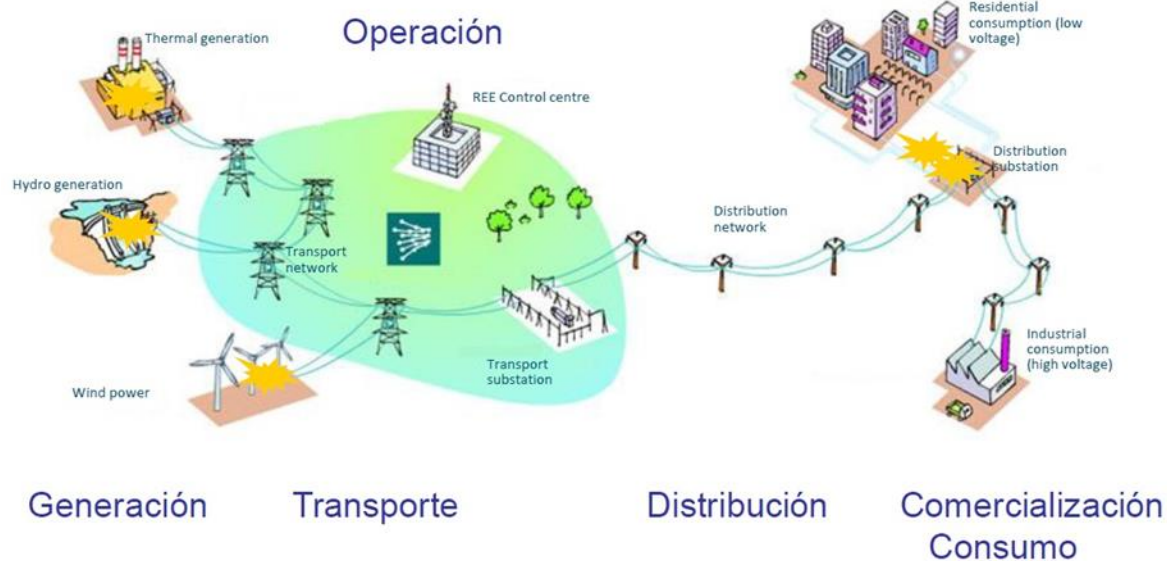 Residential
consumption (low
voltage)
Operación
Thermal generation
REE Control centre
Distribution
substation
Hydro generation
Distribution
network
Transport
network
Industrial
consumption
(high voltage)
Transport
substation
Wind power
Generación
Transporte
Distribución
Comercialización
Consumo